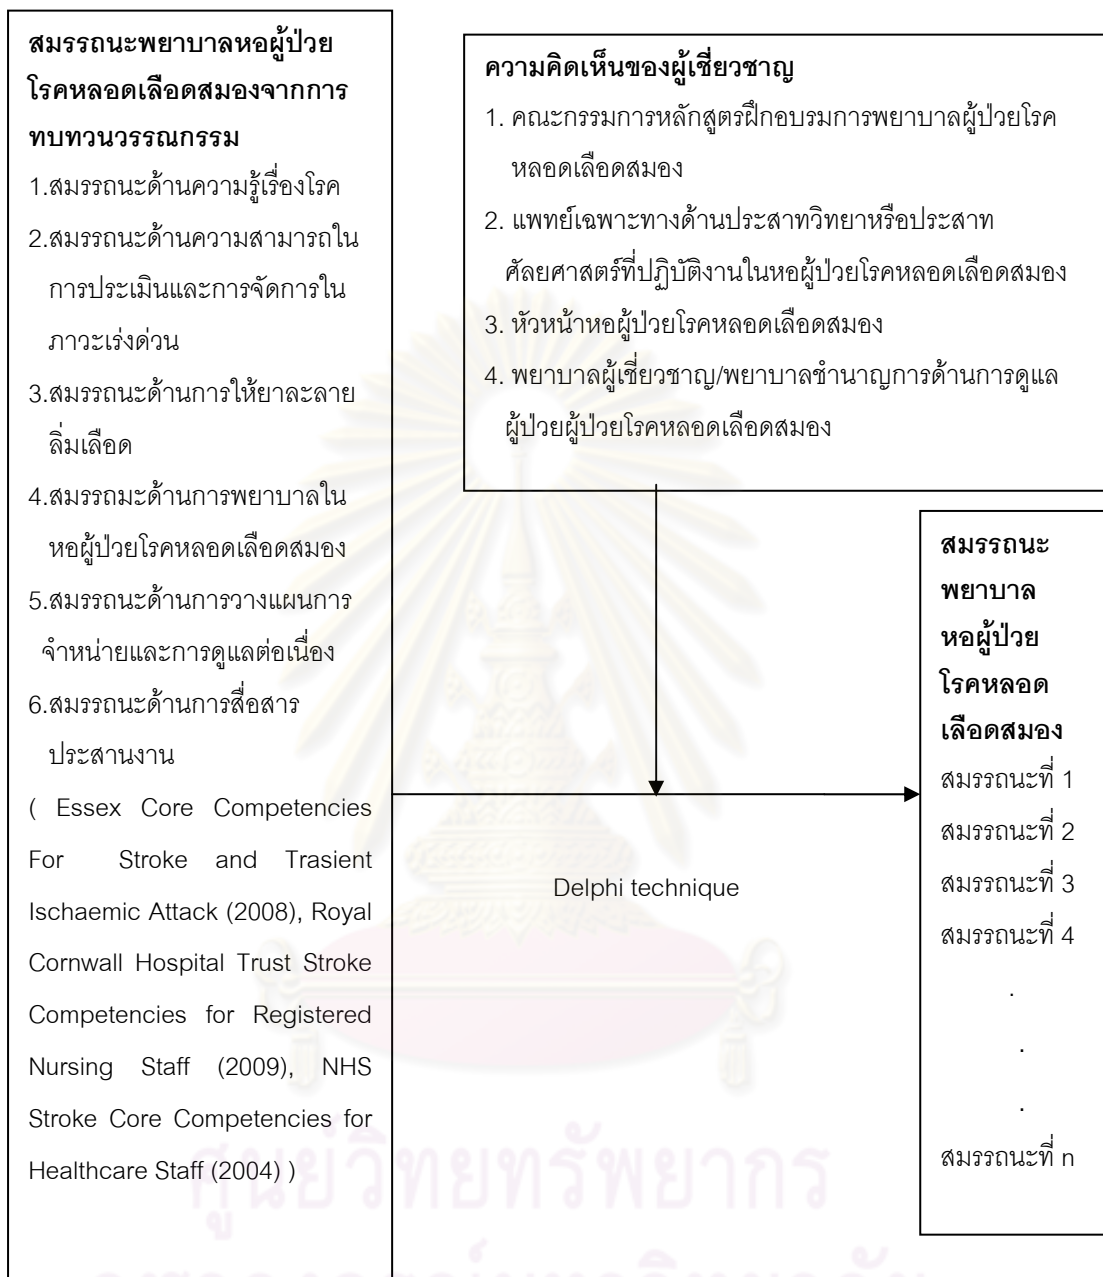 สมรรถนะพยาบาลหอผู้ป่วย
โรคหลอดเลือดสมองจากการ
ทบทวนวรรณกรรม
1.สมรรถนะด้านความรู้เรื่องโรค
2.สมรรถนะด้านความสามารถใน
การประเมินและการจัดการใน
ภาวะเร่งด่วน
3.สมรรถนะด้านการให้ยาละลาย
ลิ่มเลือด
4.สมรรถมะด้านการพยาบาลใน
หอผู้ป่วยโรคหลอดเลือดสมอง
5.สมรรถนะด้านการวางแผนการ
จำหน่ายและการดูแลต่อเนื่อง
6.สมรรถนะด้านการสื่อสาร
ประสานงาน
( Essex Core Competencies
For Stroke and Trasient
Ischaemic Attack (2008), Royal
Cornwall Hospital Trust Stroke
Competencies for Registered
Nursing Staff (2009), NHS
Stroke Core Competencies for
Healthcare Staff (2004) )
ความคิดเห็นของผู้เชี่ยวชาญ
1. คณะกรรมการหลักสูตรฝึกอบรมการพยาบาลผู้ป่วยโรค
หลอดเลือดสมอง
2. แพทย์เฉพาะทางด้านประสาทวิทยาหรือประสาท
ศัลยศาสตร์ที่ปฏิบัติงานในหอผู้ป่วยโรคหลอดเลือดสมอง
3. หัวหน้าหอผู้ป่วยโรคหลอดเลือดสมอง
4. พยาบาลผู้เชี่ยวชาญ/พยาบาลชำนาญการด้านการดูแล
ผู้ป่วยผู้ป่วยโรคหลอดเลือดสมอง
Delphi technique
สมรรถนะ
พยาบาล
หอผู้ป่วย
โรคหลอด
เลือดสมอง
สมรรถนะที่ 1
สมรรถนะที่ 2
สมรรถนะที่ 3
สมรรถนะที่ 4
.
.
.
สมรรถนะที่ n
ศูนย์วิทยทรัพยากร